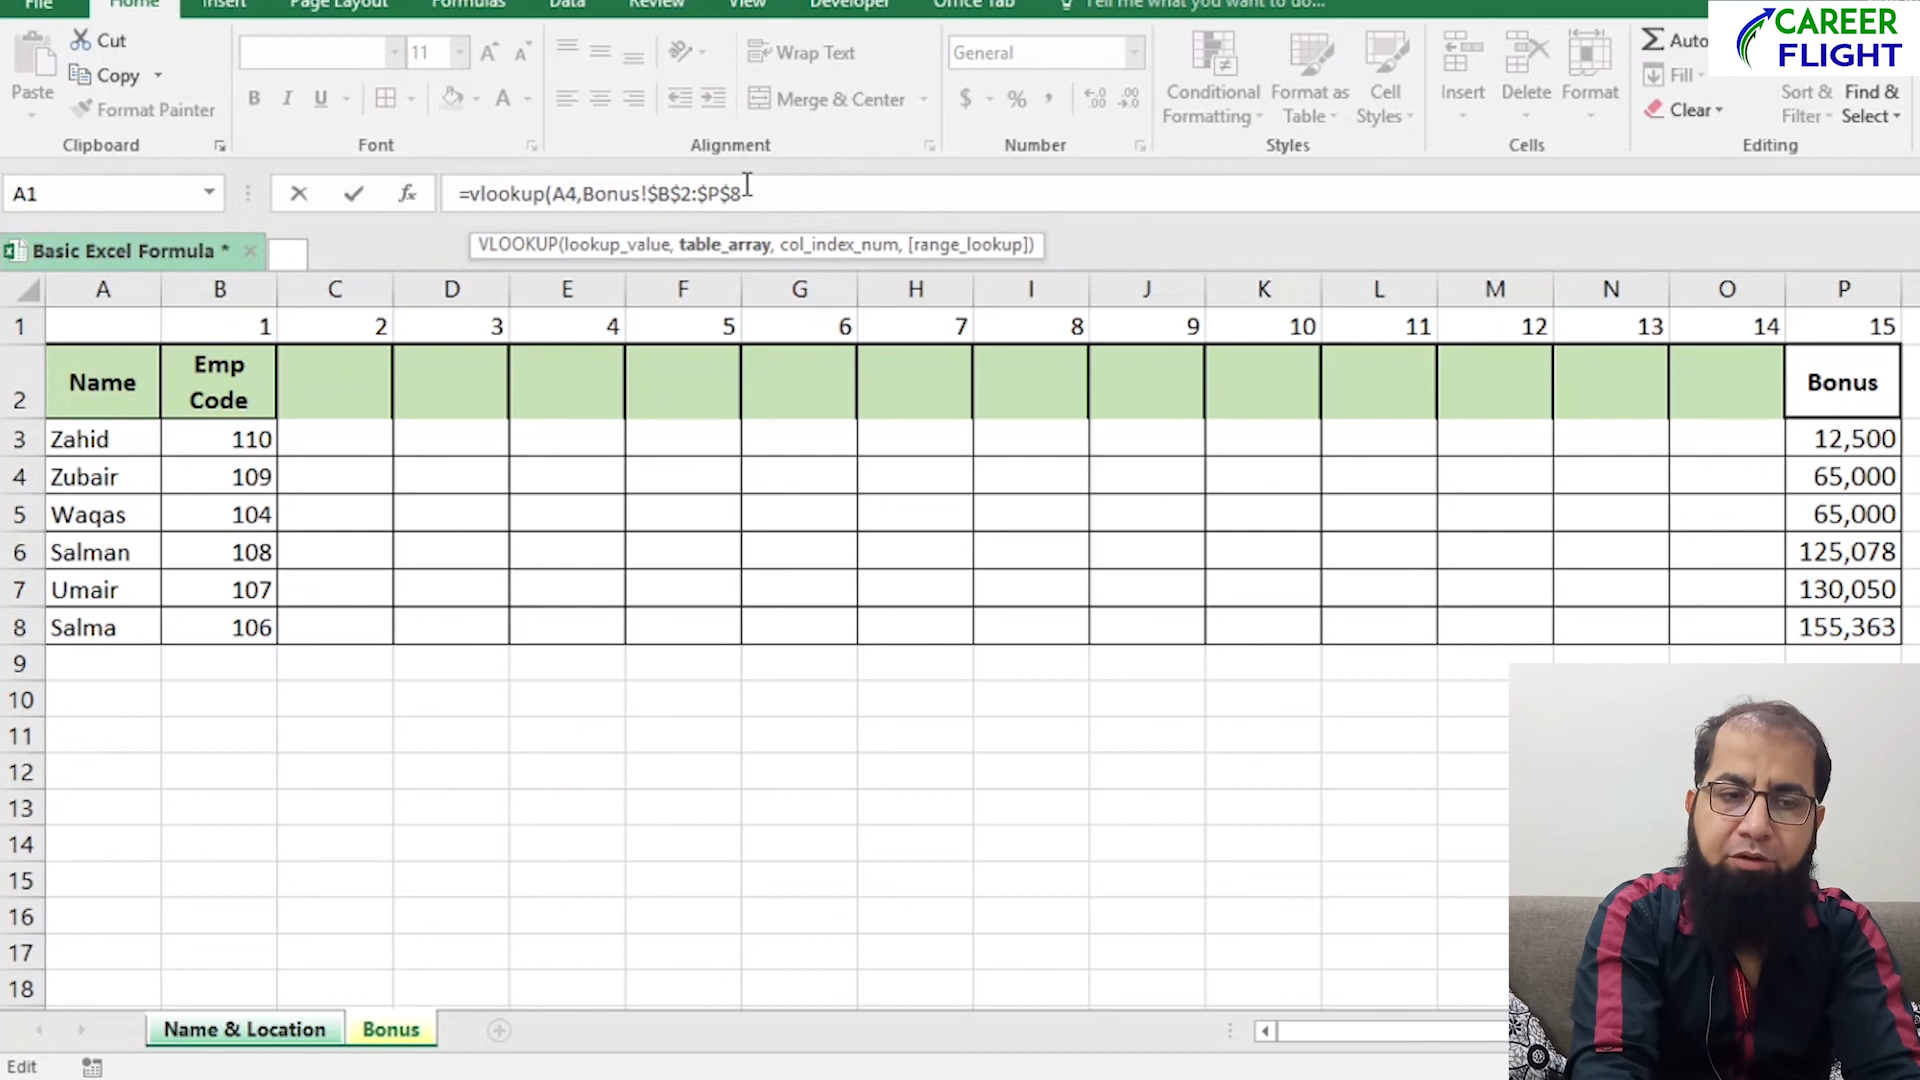 File Home Insert Page Layout Formulas Data Review View Developer Office Tab Tell me what you want to do...
CAREER
FLIGHT
Paste
Cut
Copy
Format Painter
Clipboard
11
B I U
Font
Wrap Text
Merge & Center
Alignment
General
$ % ,
Number
Conditional
Formatting
Format as
Table
Cell
Styles
Styles
Insert
Delete
Format
Cells
Auto
Fill
Clear
Sort &
Filter
Find &
Select
Editing
A1
fx
=vlookup(A4,Bonus!$B$2:$P$8
Basic Excel Formula *
VLOOKUP(lookup_value, table_array, col_index_num, [range_lookup])
A B C D E F G H I J K L M N O P
1 1 2 3 4 5 6 7 8 9 10 11 12 13 14 15
2 Name Emp Code Bonus
3 Zahid 110 12,500
4 Zubair 109 65,000
5 Waqas 104 65,000
6 Salman 108 125,078
7 Umair 107 130,050
8 Salma 106 155,363
9
10
11
12
13
14
15
16
17
18
Name & Location Bonus
Edit